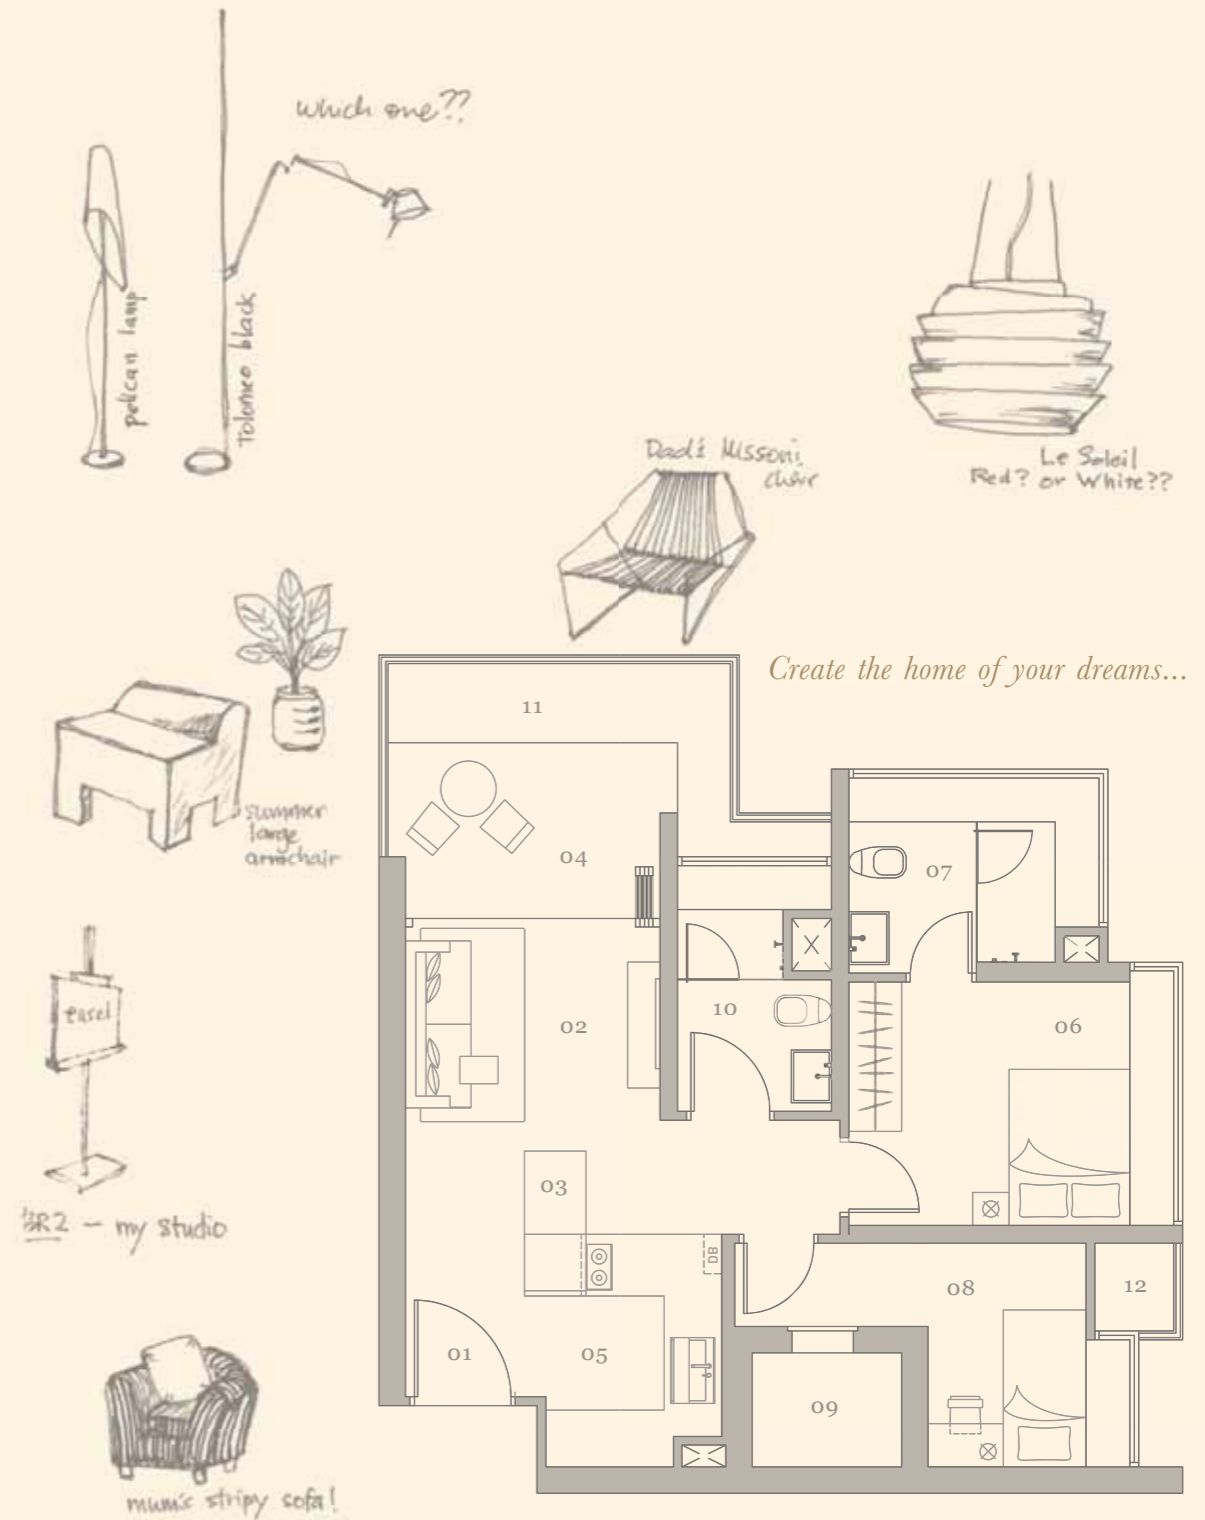 which one??
pelican lamp
Tolomeo black
Le Soleil
Red? or White??
Dad's Missoni
chair
Create the home of your dreams...
summer
large
armchair
easel
BR2 – my studio
mum's stripy sofa!
11
04
07
02
10
06
03
DB
08
12
01
05
09